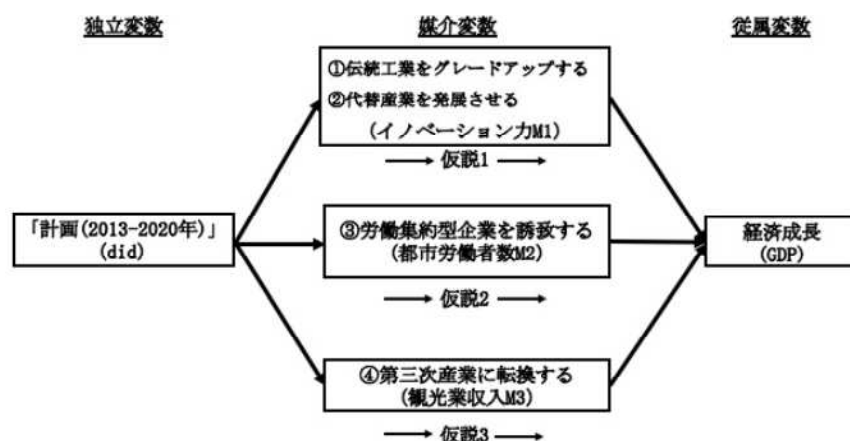 独立変数
媒介変数
従属変数
①伝統工業をグレードアップする
②代替産業を発展させる
(イノベーション力M1)
仮説1
「計画(2013-2020年)」
(did)
③労働集約型企業を誘致する
(都市労働者数M2)
経済成長
(GDP)
仮説2
④第三次産業に転換する
(観光業収入M3)
仮説3